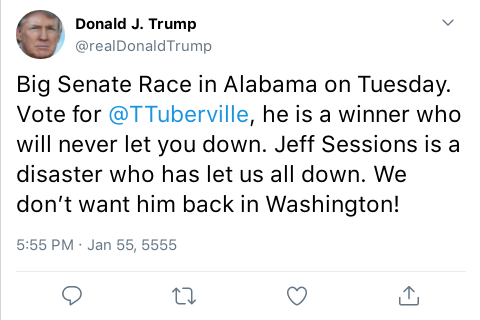 Donald J. Trump
@realDonaldTrump
Big Senate Race in Alabama on Tuesday.
Vote for @TTuberville, he is a winner who
will never let you down. Jeff Sessions is a
disaster who has let us all down. We
don’t want him back in Washington!
5:55 PM · Jan 55, 5555